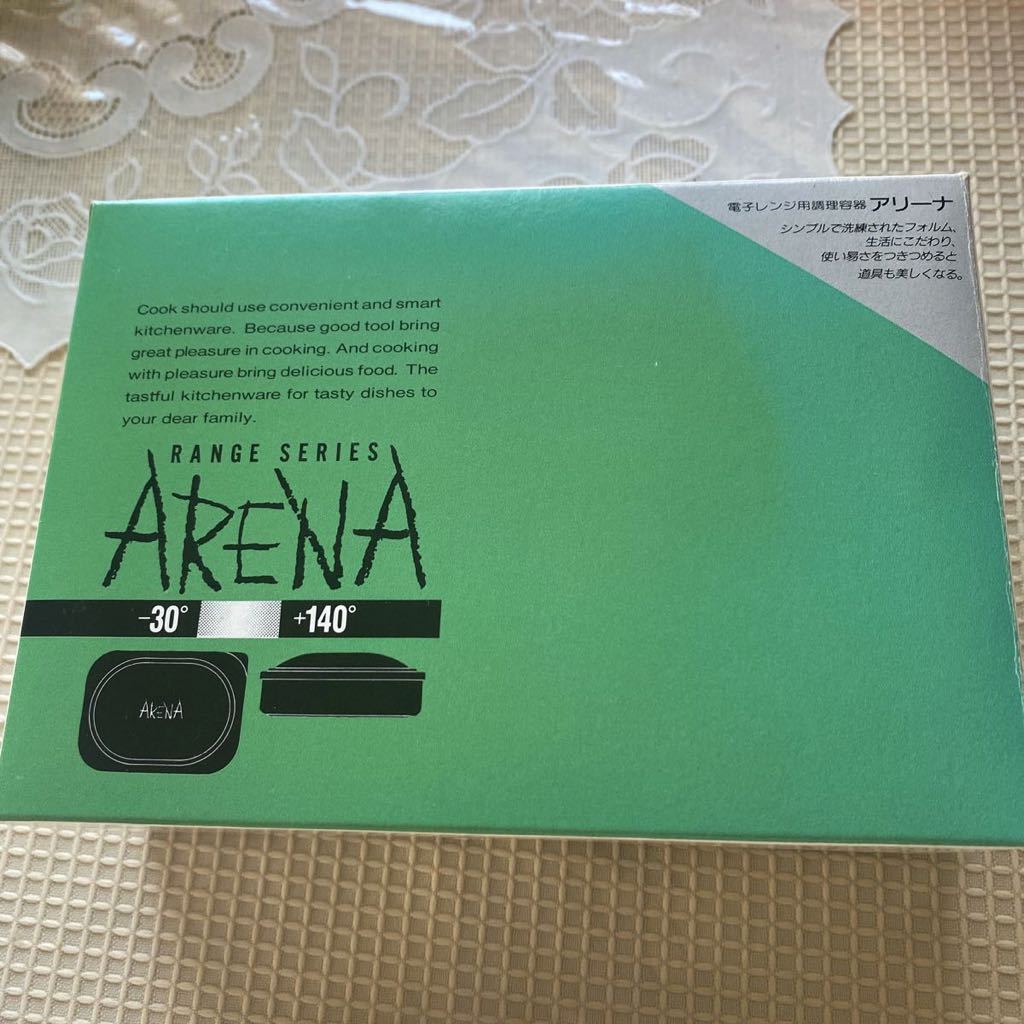 電子レンジ用調理容器 アリーナ
シンプルで洗練されたフォルム、
生活にこだわり、
使い易さをつきつめると
道具も美しくなる。
Cook should use convenient and smart
kitchenware. Because good tool bring
great pleasure in cooking. And cooking
with pleasure bring delicious food. The
tastful kitchenware for tasty dishes to
your dear family.
RANGE SERIES
ARENA
−30° +140°
ARENA